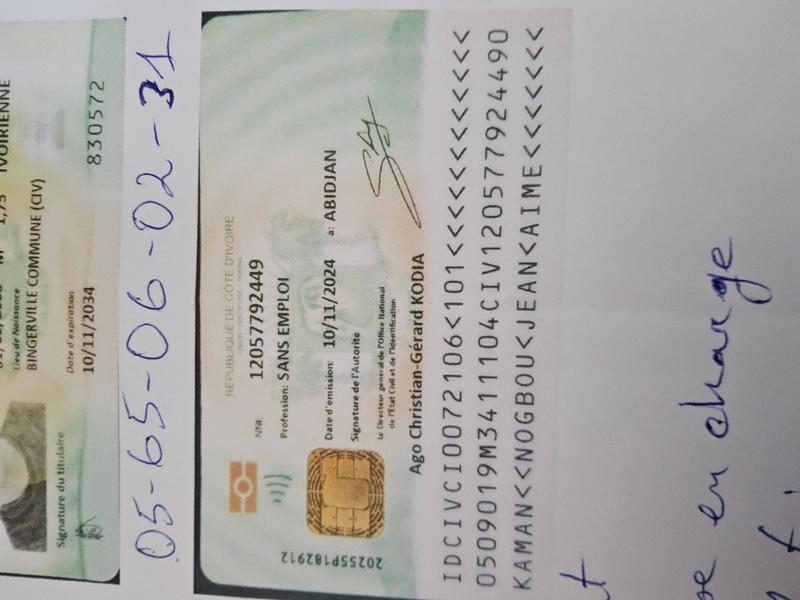 IVOIRIENNE
M 1,75
Lieu de Naissance
BINGERVILLE COMMUNE (CIV)
Date d'expiration
10/11/2034
830572
Signature du titulaire
05-65-06-02-31
RÉPUBLIQUE DE CÔTE D'IVOIRE
NNI: 12057792449
Profession: SANS EMPLOI
Date d'émission: 10/11/2024 à: ABIDJAN
Signature de l'Autorité
Le Directeur général de l'Office National
de l'Etat Civil et de l'Identification
Ago Christian-Gérard KODIA
20255P182912
IDCIVCI0072106<101<<<<<<<<<<<<
0509019M3411104CIV120577924490
KAMAN<<NOGBOU<JEAN<AIME<<<<<<<
en charge